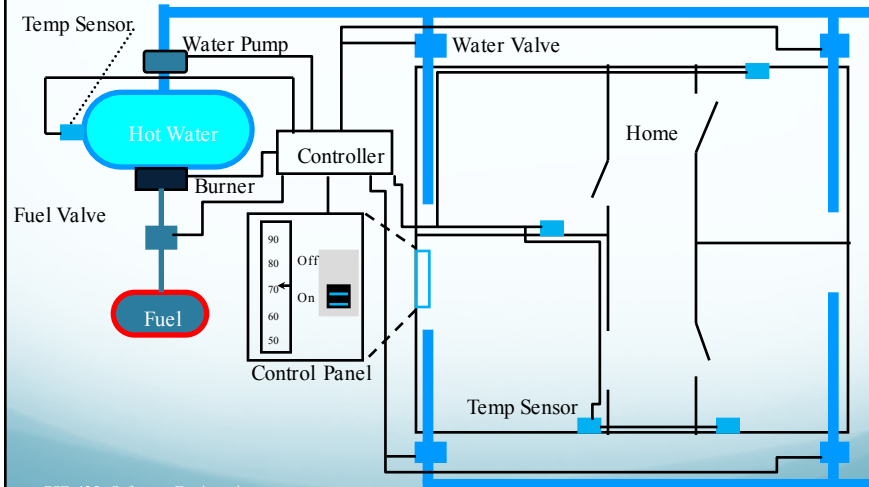 Temp Sensor
Water Pump
Water Valve
Hot Water
Home
Controller
Burner
Fuel Valve
90
80
Off
70
On
60
50
Fuel
Control Panel
Temp Sensor